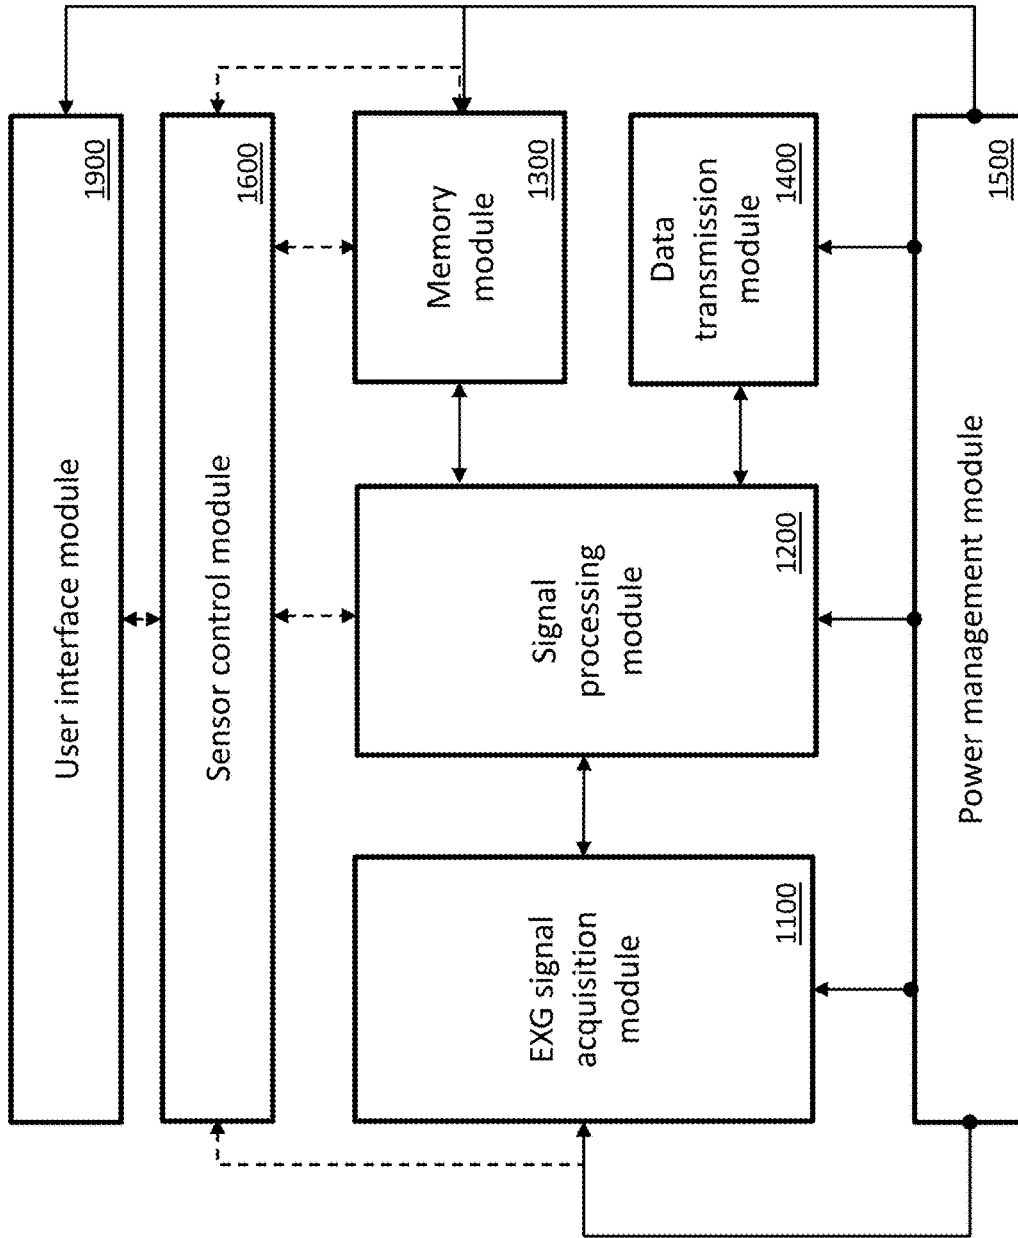 User interface module
1900
Sensor control module
1600
EXG signal
acquisition
module
1100
Signal
processing
module
1200
Memory
module
1300
Data
transmission
module
1400
Power management module
1500